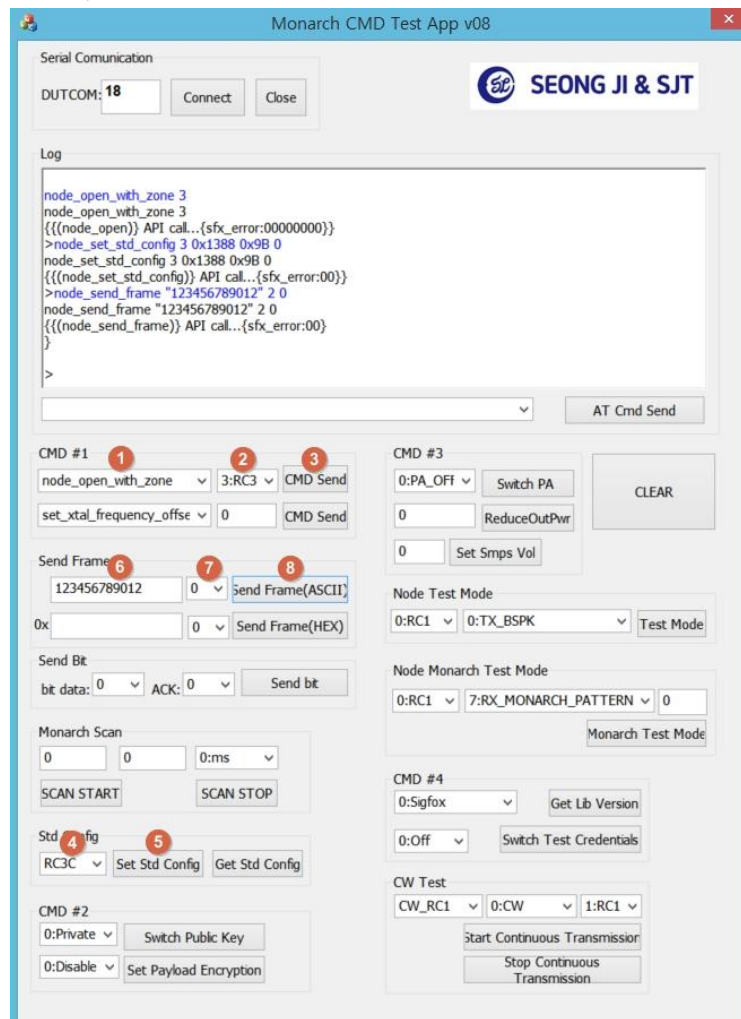 Monarch CMD Test App v08
Serial Comunication
DUTCOM: 18 Connect Close
SEONG JI & SJT
Log
node_open_with_zone 3
node_open_with_zone 3
{{(node_open)} API call...{sfx_error:00000000}}
>node_set_std_config 3 0x1388 0x9B 0
node_set_std_config 3 0x1388 0x9B 0
{{(node_set_std_config)} API call...{sfx_error:00}}
>node_send_frame "123456789012" 2 0
node_send_frame "123456789012" 2 0
{{(node_send_frame)} API call...{sfx_error:00}
}
>
AT Cmd Send
CMD #1
1 2 3
node_open_with_zone 3:RC3 CMD Send
set_xtal_frequency_offse 0 CMD Send
CMD #3
0:PA_OFF Switch PA
0 ReduceOutPwr
0 Set Smps Vol
CLEAR
Send Frame
6 7 8
123456789012 0 Send Frame(ASCII)
0x 0 Send Frame(HEX)
Node Test Mode
0:RC1 0:TX_BSPK Test Mode
Send Bit
bit data: 0 ACK: 0 Send bit
Node Monarch Test Mode
0:RC1 7:RX_MONARCH_PATTERN 0
Monarch Test Mode
Monarch Scan
0 0 0:ms
SCAN START SCAN STOP
CMD #4
0:Sigfox Get Lib Version
0:Off Switch Test Credentials
Std fig
4 5
RC3C Set Std Config Get Std Config
CW Test
CW_RC1 0:CW 1:RC1
Start Continuous Transmission
Stop Continuous
Transmission
CMD #2
0:Private Switch Public Key
0:Disable Set Payload Encryption